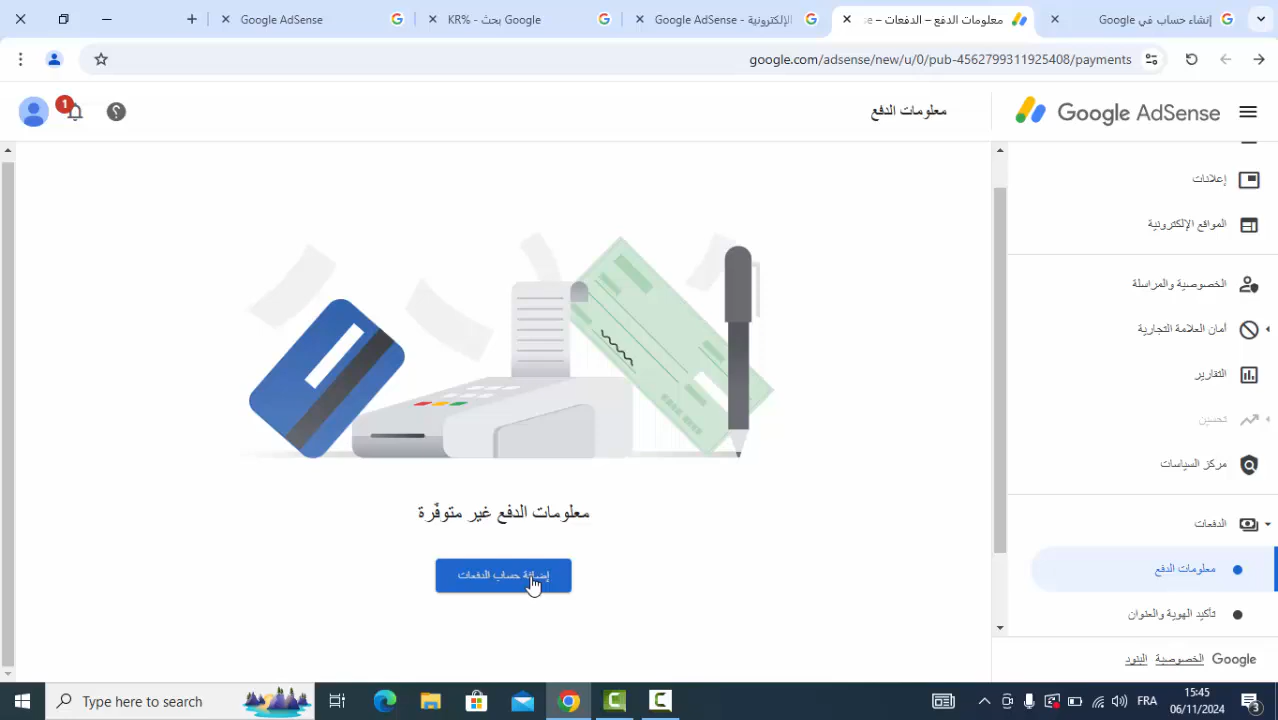 Google AdSense
KR% - بحث Google
الإلكترونية - Google AdSense
معلومات الدفع – الدفعات – se
إنشاء حساب في Google
google.com/adsense/new/u/0/pub-4562799311925408/payments
1
معلومات الدفع
Google AdSense
إعلانات
المواقع الإلكترونية
الخصوصية والمراسلة
أمان العلامة التجارية
التقارير
تحسين
مركز السياسات
الدفعات
معلومات الدفع
تأكيد الهوية والعنوان
Google الخصوصية البنود
معلومات الدفع غير متوفّرة
إضافة حساب الدفعات
Type here to search
FRA
15:45
06/11/2024
3